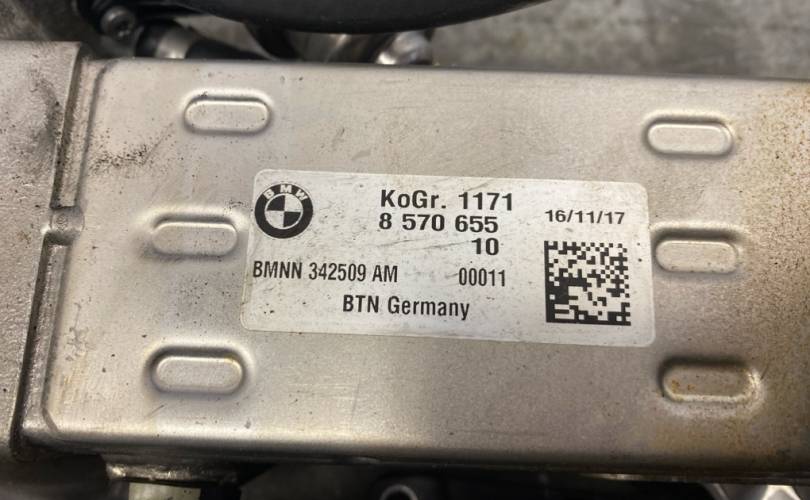 BMW
KoGr. 1171
8 570 655
16/11/17
10
BMNN 342509 AM 00011
BTN Germany